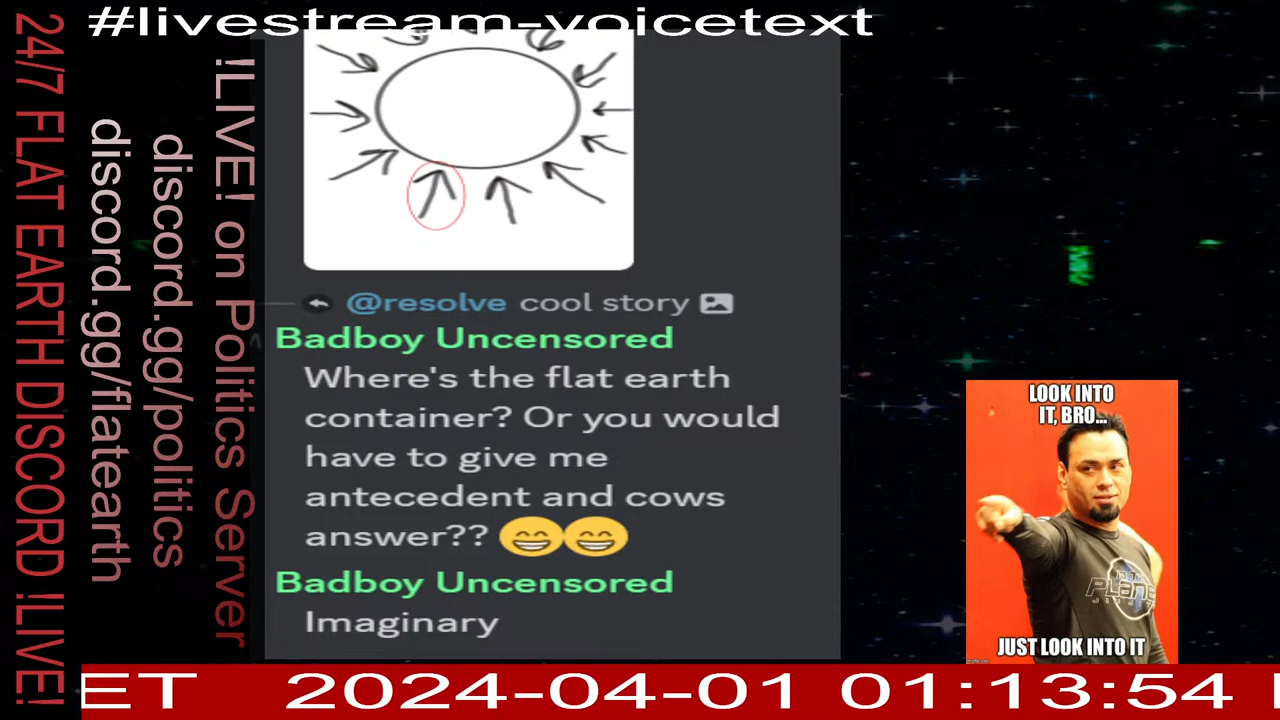 #livestream-voicetext
24/7 FLAT EARTH DISCORD !LIVE!
discord.gg/flatearth
discord.gg/politics
!LIVE! on Politics Server
@resolve cool story
Badboy Uncensored
Where's the flat earth
container? Or you would
have to give me
antecedent and cows
answer?? 😁😁
Badboy Uncensored
Imaginary
LOOK INTO
IT, BRO...
PLANE
JUST LOOK INTO IT
ET 2024-04-01 01:13:54